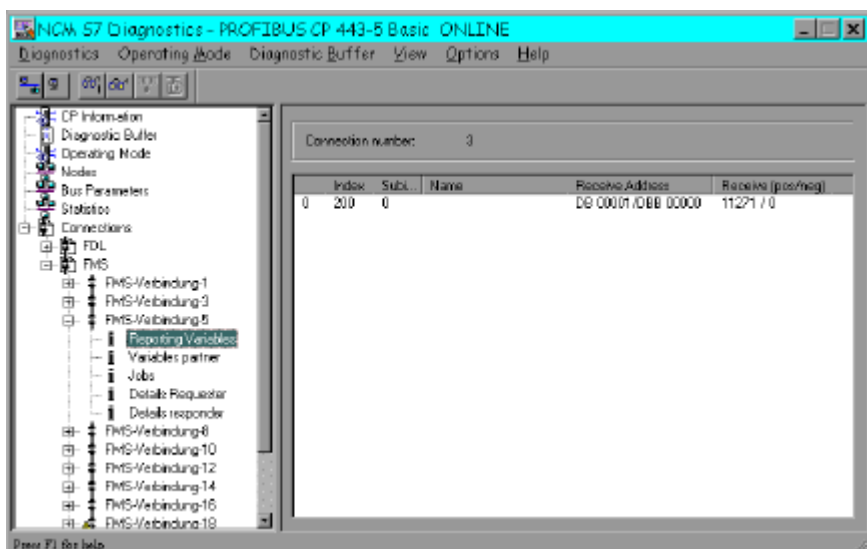 NCM S7 Diagnostics - PROFIBUS CP 443-5 Basic ONLINE
Diagnostics Operating Mode Diagnostic Buffer View Options Help
CP Information
Diagnostic Buffer
Operating Mode
Nodes
Bus Parameters
Statistics
Connections
FDL
FMS
FMS-Verbindung-1
FMS-Verbindung-3
FMS-Verbindung-5
Reporting Variables
Variables partner
Jobs
Details Requester
Details responder
FMS-Verbindung-8
FMS-Verbindung-10
FMS-Verbindung-12
FMS-Verbindung-14
FMS-Verbindung-16
FMS-Verbindung-18
Connection number: 3
Index Subi... Name Receive Address Receive (pos/neg)
0 200 0 DB 00001/DBB 00000 11271 / 0
Press F1 for help.